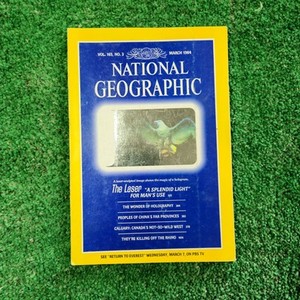 VOL. 165, NO. 3
MARCH 1984
NATIONAL
GEOGRAPHIC
The Laser "A SPLENDID LIGHT"
FOR MAN'S USE
THE WONDER OF HOLOGRAPHY
PEOPLES OF CHINA'S FAR PROVINCES
CALGARY: CANADA'S NOT-SO-WILD WEST
THEY'RE KILLING OFF THE RHINO
SEE "RETURN TO EVEREST" WEDNESDAY, MARCH 7, ON PBS TV